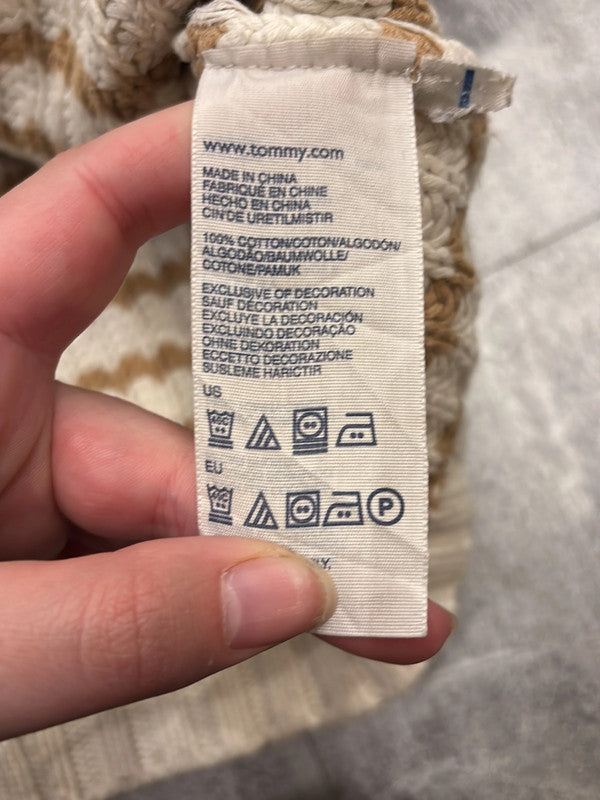 www.tommy.com
MADE IN CHINA
FABRIQUÉ EN CHINE
HECHO EN CHINA
CIN'DE URETILMISTIR
100% COTTON/COTON/ALGODÓN/
ALGODÃO/BAUMWOLLE/
COTONE/PAMUK
EXCLUSIVE OF DECORATION
SAUF DÉCORATION
EXCLUYE LA DECORACIÓN
EXCLUINDO DECORAÇÃO
OHNE DEKORATION
ECCETTO DECORAZIONE
SUSLEME HARICTIR
US
EU
P